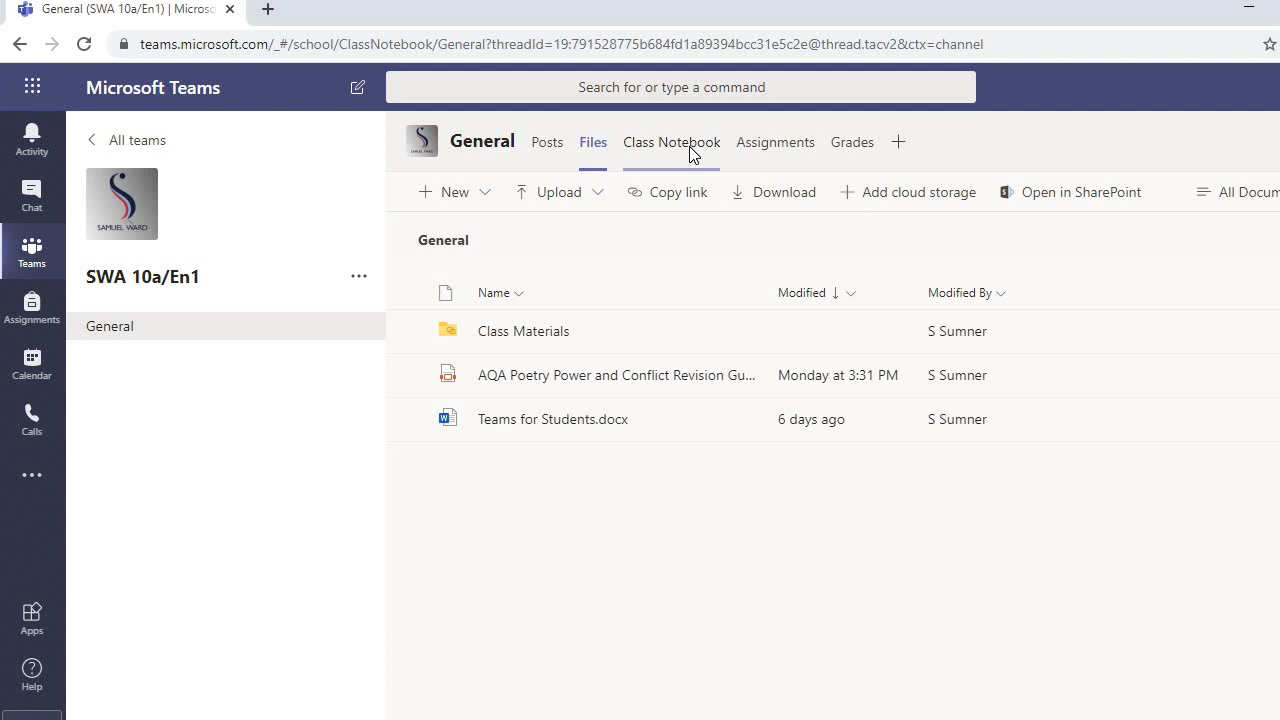 General (SWA 10a/En1) | Microso
teams.microsoft.com/_#/school/ClassNotebook/General?threadId=19:791528775b684fd1a89394bcc31e5c2e@thread.tacv2&ctx=channel
Microsoft Teams
Search for or type a command
Activity
Chat
Teams
Assignments
Calendar
Calls
Apps
Help
All teams
SAMUEL WARD
SWA 10a/En1
General
General Posts Files Class Notebook Assignments Grades
New Upload Copy link Download Add cloud storage Open in SharePoint All Docum
General
Name Modified Modified By
Class Materials S Sumner
AQA Poetry Power and Conflict Revision Gu... Monday at 3:31 PM S Sumner
Teams for Students.docx 6 days ago S Sumner